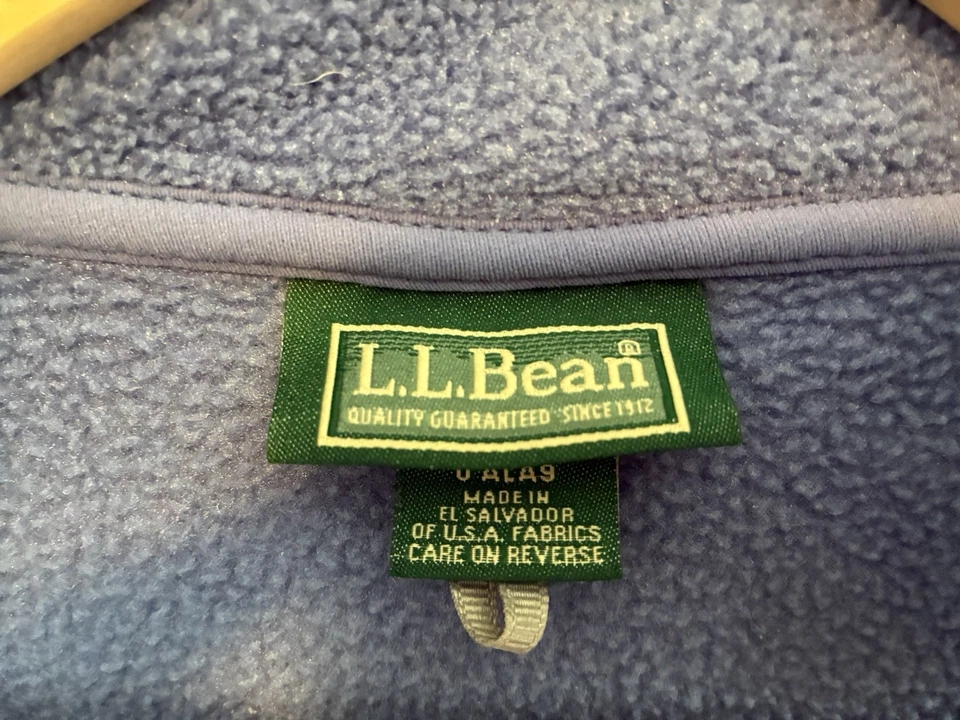 L.L.Bean®
QUALITY GUARANTEED SINCE 1912
0 ALA9
MADE IN
EL SALVADOR
OF U.S.A. FABRICS
CARE ON REVERSE